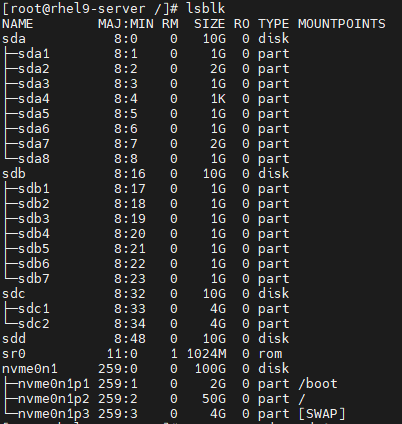 [root@rhel9-server /]# lsblk
NAME        MAJ:MIN RM  SIZE RO TYPE MOUNTPOINTS
sda           8:0    0   10G  0 disk
├─sda1        8:1    0    1G  0 part
├─sda2        8:2    0    2G  0 part
├─sda3        8:3    0    1G  0 part
├─sda4        8:4    0    1K  0 part
├─sda5        8:5    0    1G  0 part
├─sda6        8:6    0    1G  0 part
├─sda7        8:7    0    2G  0 part
└─sda8        8:8    0    1G  0 part
sdb           8:16   0   10G  0 disk
├─sdb1        8:17   0    1G  0 part
├─sdb2        8:18   0    1G  0 part
├─sdb3        8:19   0    1G  0 part
├─sdb4        8:20   0    1G  0 part
├─sdb5        8:21   0    1G  0 part
├─sdb6        8:22   0    1G  0 part
└─sdb7        8:23   0    1G  0 part
sdc           8:32   0   10G  0 disk
├─sdc1        8:33   0    4G  0 part
└─sdc2        8:34   0    4G  0 part
sdd           8:48   0   10G  0 disk
sr0          11:0    1 1024M  0 rom
nvme0n1     259:0    0  100G  0 disk
├─nvme0n1p1 259:1    0    2G  0 part /boot
├─nvme0n1p2 259:2    0   50G  0 part /
└─nvme0n1p3 259:3    0    4G  0 part [SWAP]